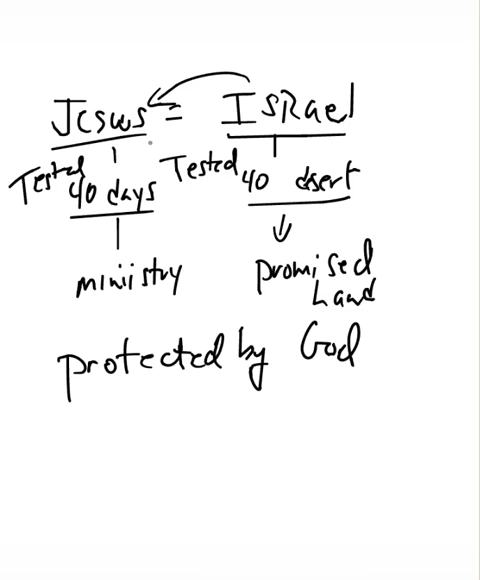 Jesus = Israel
Tested 40 days Tested 40 desert
ministry promised
Land
protected by God